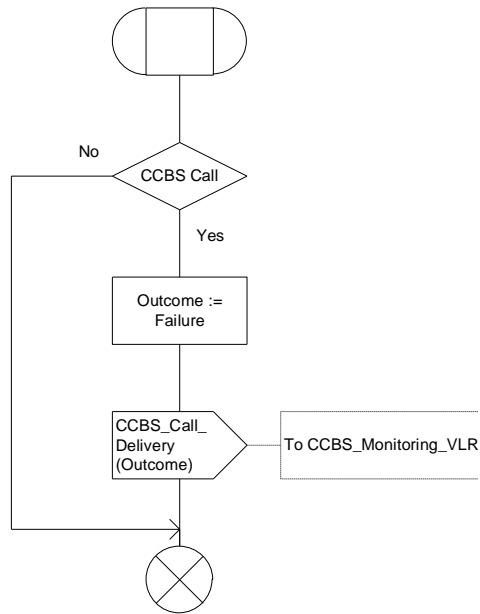 CCBS Call
No
Yes
Outcome :=
Failure
CCBS_Call_
Delivery
(Outcome)
To CCBS_Monitoring_VLR